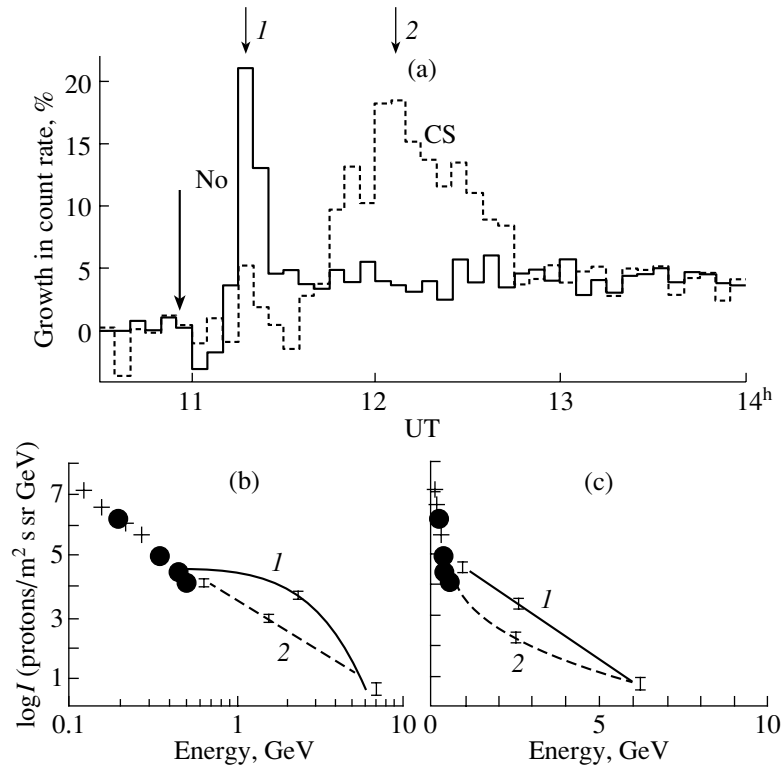 1
2
(a)
20
15
10
5
0
Growth in count rate, %
No
CS
11
12
13
14h
UT
(b)
7
5
3
1
log I (protons/m² s sr GeV)
1
2
0.1
1
10
Energy, GeV
(c)
1
2
0
5
10
Energy, GeV